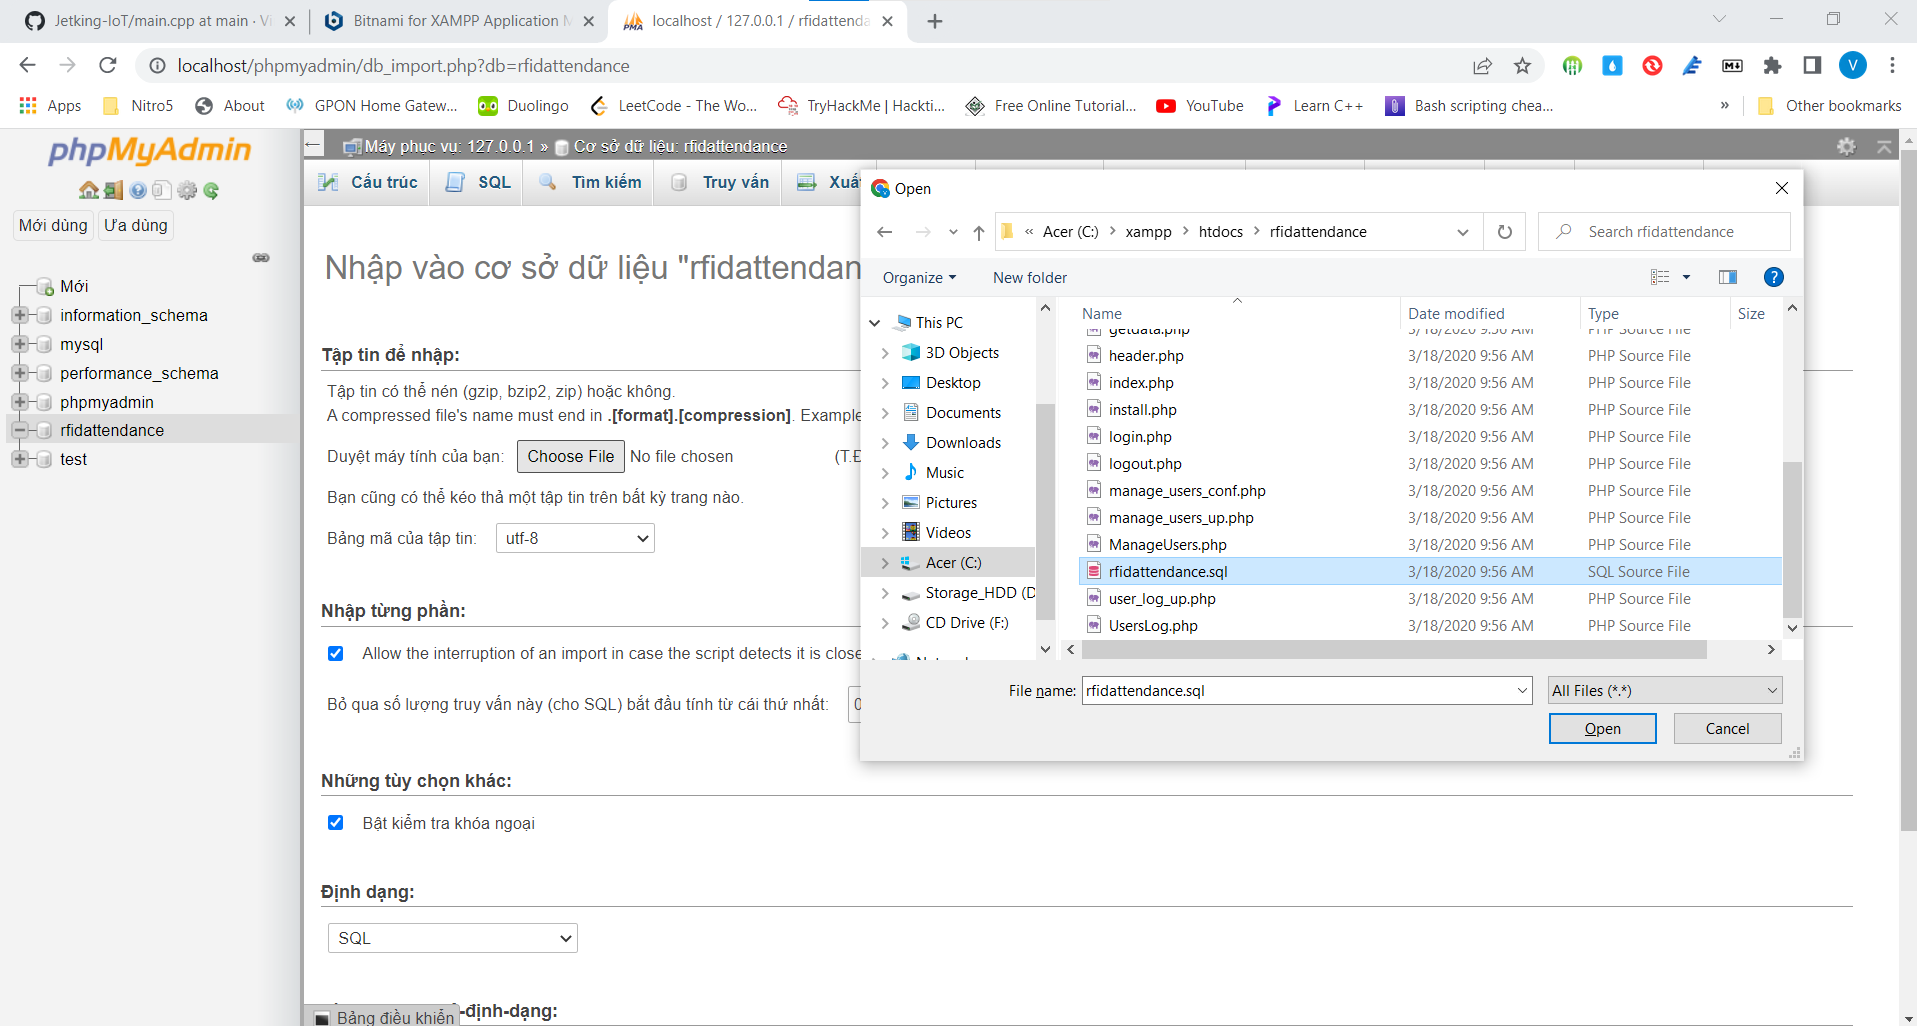 Jetking-IoT/main.cpp at main · Vi
Bitnami for XAMPP Application M
localhost / 127.0.0.1 / rfidattenda
localhost/phpmyadmin/db_import.php?db=rfidattendance
V
Apps
Nitro5
About
GPON Home Gatew...
Duolingo
LeetCode - The Wo...
TryHackMe | Hackti...
Free Online Tutorial...
YouTube
Learn C++
Bash scripting chea...
»
Other bookmarks
phpMyAdmin
Mới dùng
Ưa dùng
Mới
information_schema
mysql
performance_schema
phpmyadmin
rfidattendance
test
Máy phục vụ: 127.0.0.1 » Cơ sở dữ liệu: rfidattendance
Cấu trúc
SQL
Tìm kiếm
Truy vấn
Xuất
Nhập vào cơ sở dữ liệu "rfidattendan
Tập tin để nhập:
Tập tin có thể nén (gzip, bzip2, zip) hoặc không.
A compressed file's name must end in .[format].[compression]. Example
Duyệt máy tính của bạn: Choose File No file chosen (T.Đ
Bạn cũng có thể kéo thả một tập tin trên bất kỳ trang nào.
Bảng mã của tập tin: utf-8
Nhập từng phần:
Allow the interruption of an import in case the script detects it is close
Bỏ qua số lượng truy vấn này (cho SQL) bắt đầu tính từ cái thứ nhất: 0
Những tùy chọn khác:
Bật kiểm tra khóa ngoại
Định dạng:
SQL
-định-dạng:
Bảng điều khiển
Open
« Acer (C:) > xampp > htdocs > rfidattendance
Search rfidattendance
Organize
New folder
This PC
3D Objects
Desktop
Documents
Downloads
Music
Pictures
Videos
Acer (C:)
Storage_HDD (D
CD Drive (F:)
Name Date modified Type Size
getdata.php 3/18/2020 9:56 AM PHP Source File
header.php 3/18/2020 9:56 AM PHP Source File
index.php 3/18/2020 9:56 AM PHP Source File
install.php 3/18/2020 9:56 AM PHP Source File
login.php 3/18/2020 9:56 AM PHP Source File
logout.php 3/18/2020 9:56 AM PHP Source File
manage_users_conf.php 3/18/2020 9:56 AM PHP Source File
manage_users_up.php 3/18/2020 9:56 AM PHP Source File
ManageUsers.php 3/18/2020 9:56 AM PHP Source File
rfidattendance.sql 3/18/2020 9:56 AM SQL Source File
user_log_up.php 3/18/2020 9:56 AM PHP Source File
UsersLog.php 3/18/2020 9:56 AM PHP Source File
File name: rfidattendance.sql
All Files (*.*)
Open
Cancel